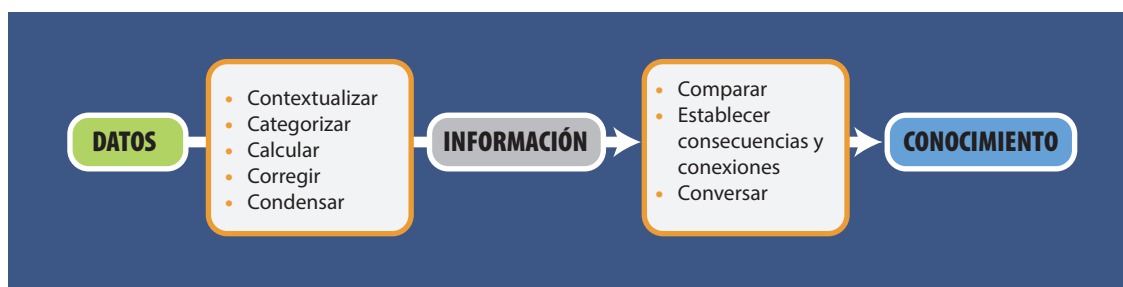 DATOS
• Contextualizar
• Categorizar
• Calcular
• Corregir
• Condensar
INFORMACIÓN
• Comparar
• Establecer
consecuencias y
conexiones
• Conversar
CONOCIMIENTO